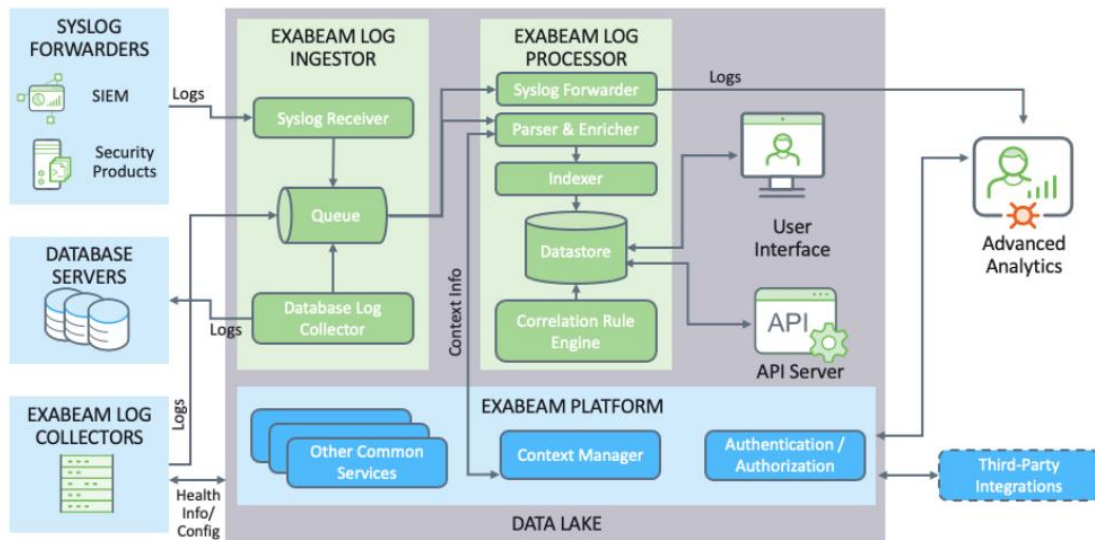 SYSLOG
FORWARDERS
SIEM
Security
Products
Logs
DATABASE
SERVERS
Logs
EXABEAM LOG
COLLECTORS
Logs
Health
Info/
Config
EXABEAM LOG
INGESTOR
Syslog Receiver
Queue
Database Log
Collector
EXABEAM LOG
PROCESSOR
Syslog Forwarder
Parser & Enricher
Indexer
Datastore
Correlation Rule
Engine
Context Info
Logs
User
Interface
API
API Server
Advanced
Analytics
EXABEAM PLATFORM
Other Common
Services
Context Manager
Authentication /
Authorization
Third-Party
Integrations
DATA LAKE